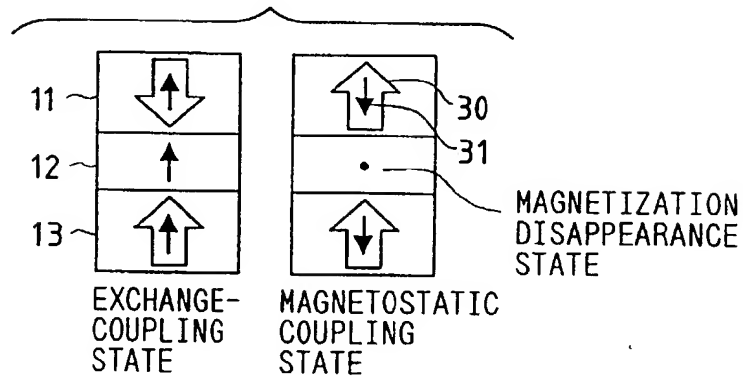 11
12
13
30
31
MAGNETIZATION
DISAPPEARANCE
STATE
EXCHANGE-
COUPLING
STATE
MAGNETOSTATIC
COUPLING
STATE